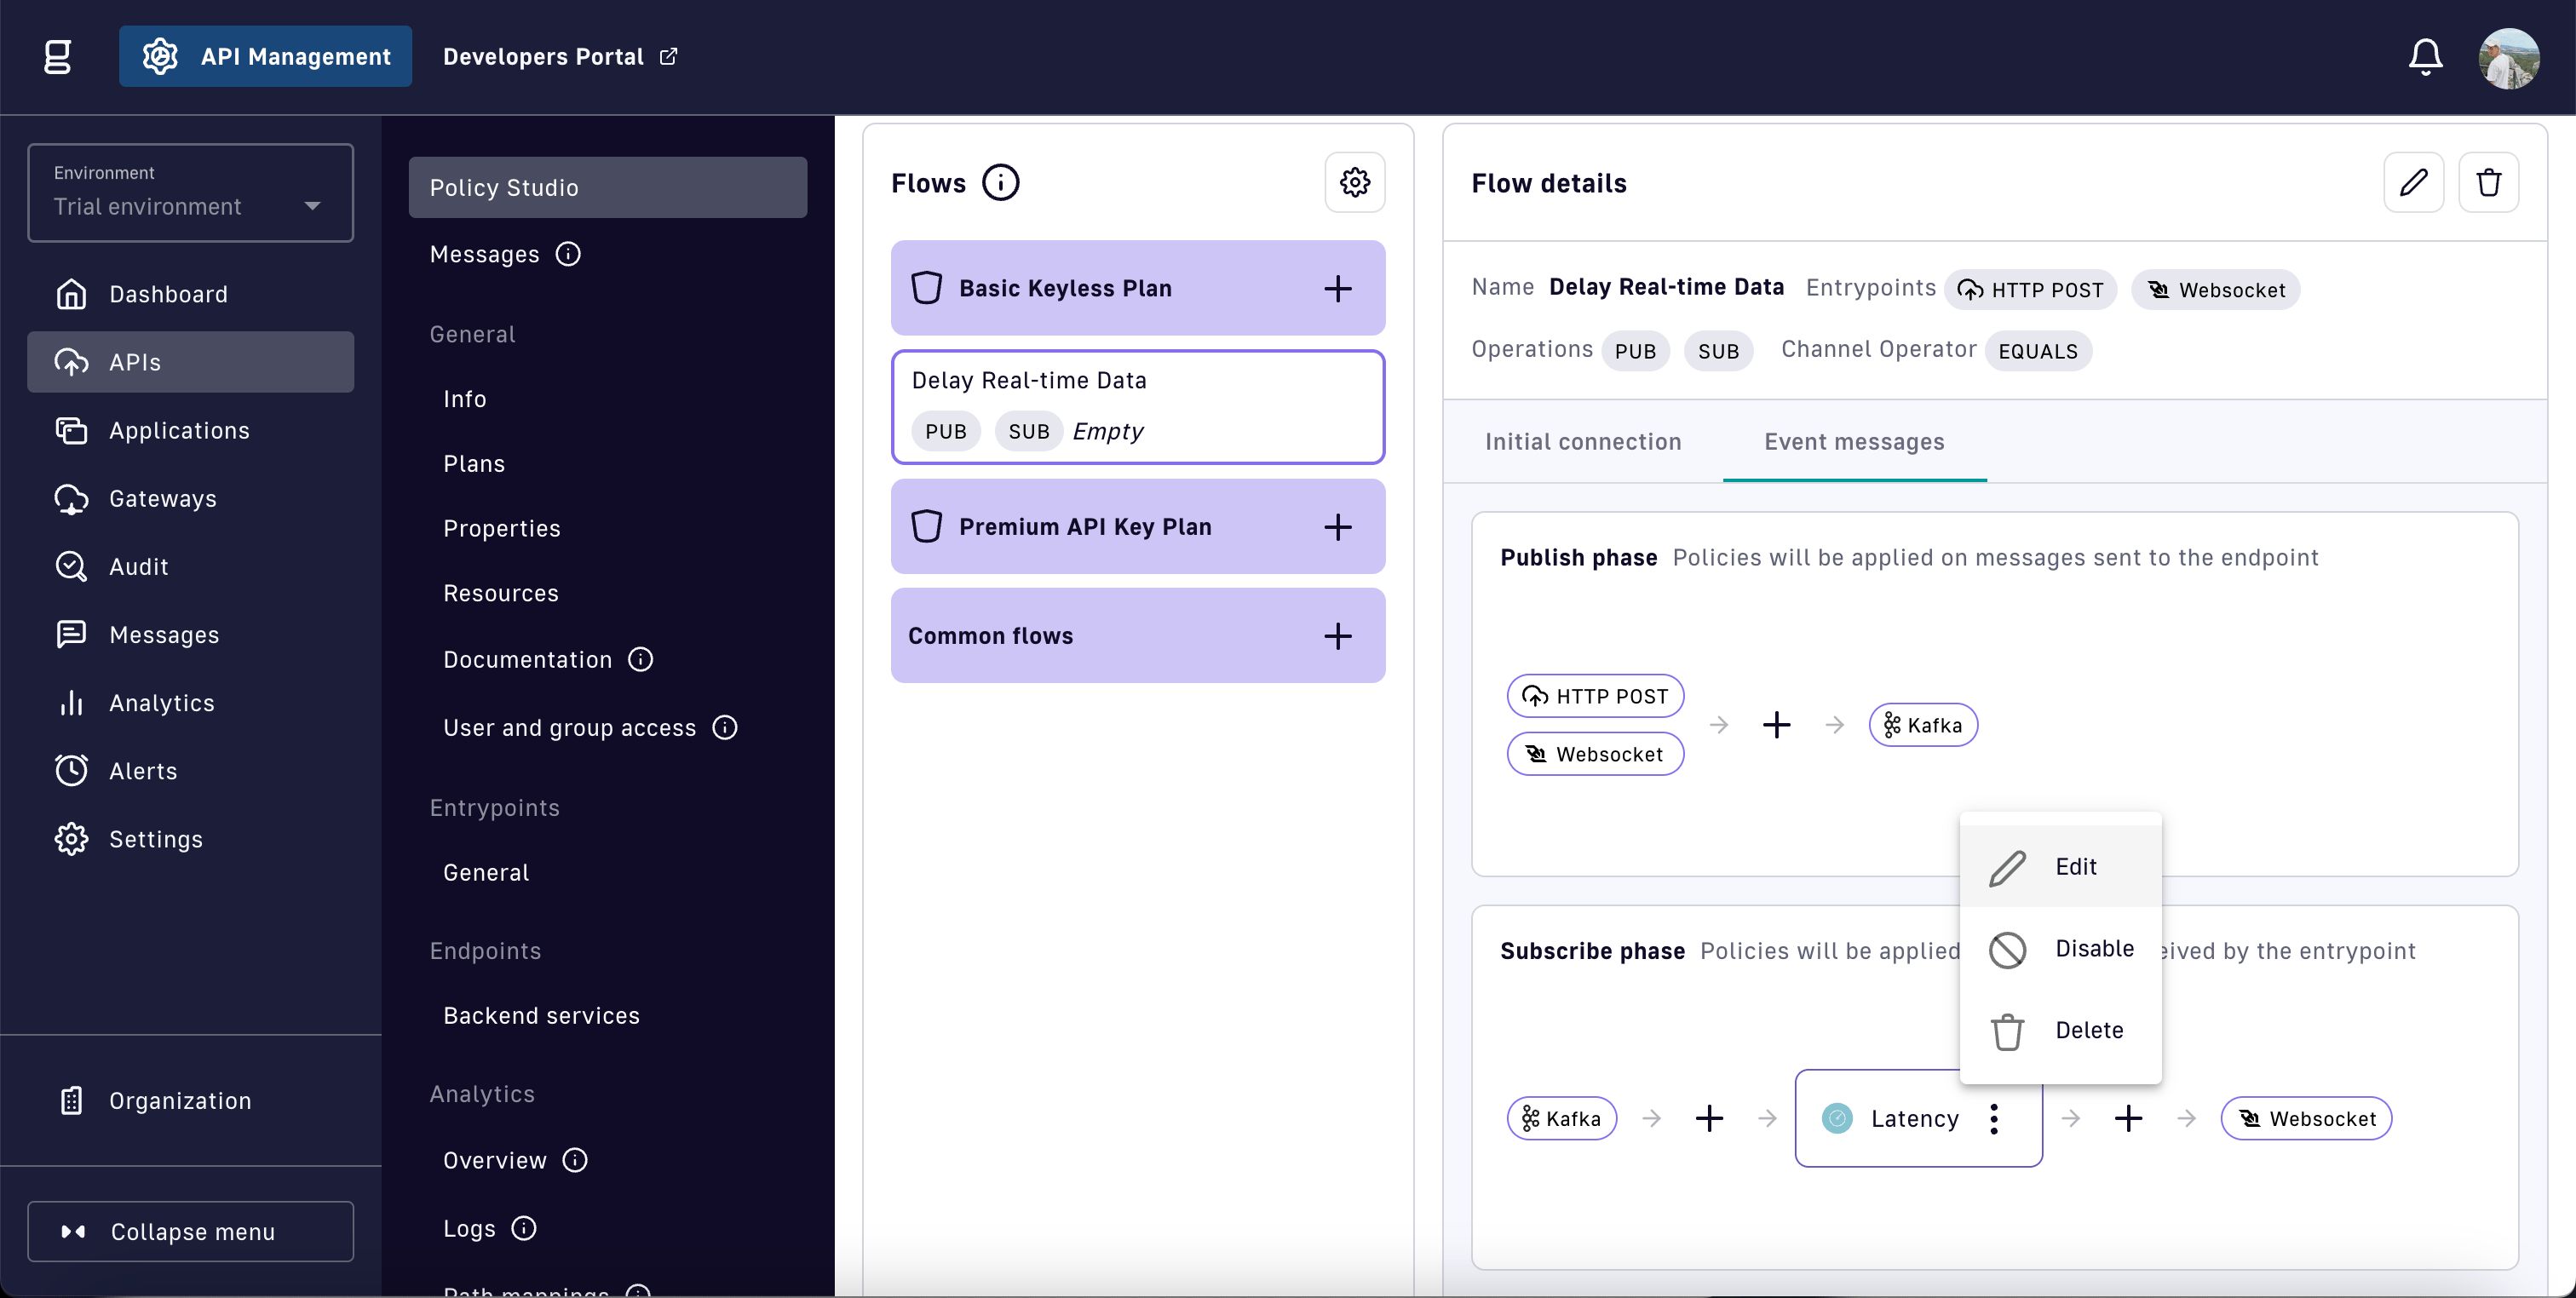 g
API Management
Developers Portal
Environment
Trial environment
Dashboard
APIs
Applications
Gateways
Audit
Messages
Analytics
Alerts
Settings
Organization
Collapse menu
Policy Studio
Messages
General
Info
Plans
Properties
Resources
Documentation
User and group access
Entrypoints
General
Endpoints
Backend services
Analytics
Overview
Logs
Path mappings
Flows
Basic Keyless Plan
Delay Real-time Data
PUB SUB Empty
Premium API Key Plan
Common flows
Flow details
Name Delay Real-time Data Entrypoints HTTP POST Websocket
Operations PUB SUB Channel Operator EQUALS
Initial connection Event messages
Publish phase Policies will be applied on messages sent to the endpoint
HTTP POST
Websocket
Kafka
Edit
Disable
Delete
Subscribe phase Policies will be applied eived by the entrypoint
Kafka
Latency
Websocket